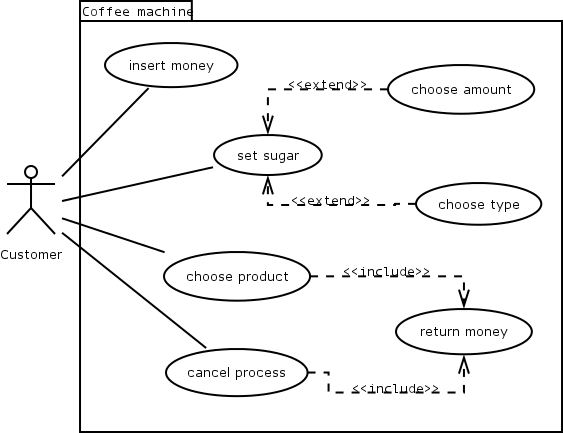 Coffee machine
insert money
<<extend>>
choose amount
set sugar
<<extend>>
choose type
Customer
choose product
<<include>>
return money
cancel process
<<include>>